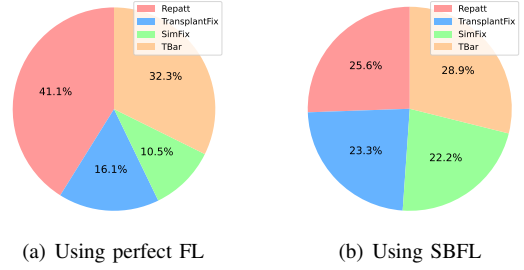 Repatt
TransplantFix
SimFix
TBar
32.3%
41.1%
10.5%
16.1%
(a) Using perfect FL
Repatt
TransplantFix
SimFix
TBar
25.6%
28.9%
23.3%
22.2%
(b) Using SBFL